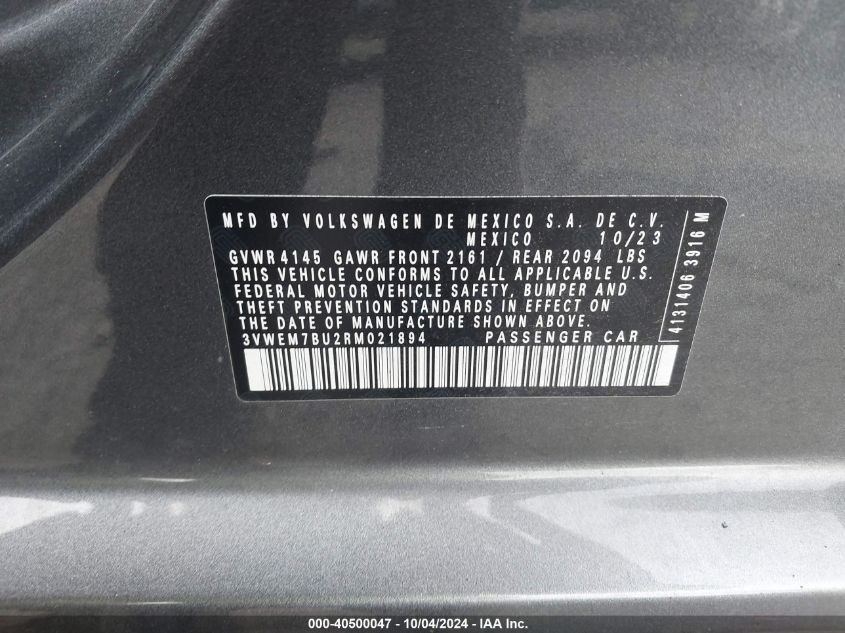 MFD BY VOLKSWAGEN DE MEXICO S.A. DE C.V.
MEXICO 10/23
GVWR 4145 GAWR FRONT 2161 / REAR 2094 LBS
THIS VEHICLE CONFORMS TO ALL APPLICABLE U.S.
FEDERAL MOTOR VEHICLE SAFETY, BUMPER AND
THEFT PREVENTION STANDARDS IN EFFECT ON
THE DATE OF MANUFACTURE SHOWN ABOVE.
3VWEM7BU2RM021894 PASSENGER CAR
4131406 3916 M
000-40500047 - 10/04/2024 - IAA Inc.